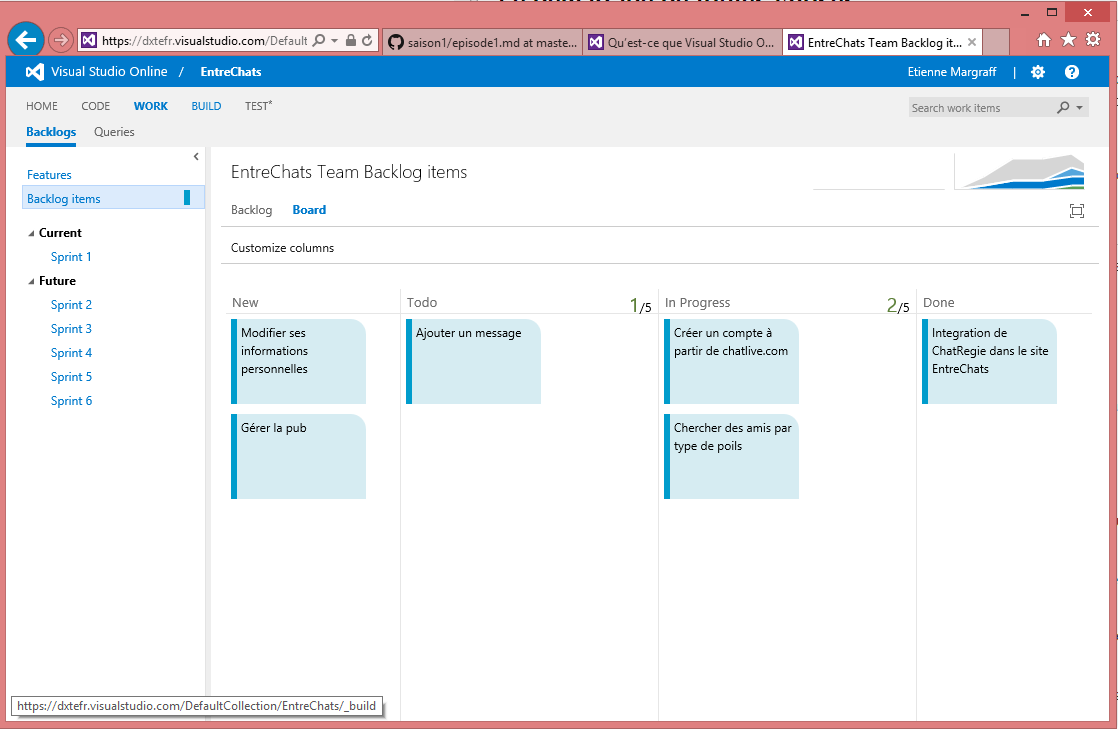 https://dxtefr.visualstudio.com/Default
saison1/episode1.md at maste...
Qu'est-ce que Visual Studio O...
EntreChats Team Backlog it...
Visual Studio Online / EntreChats
Etienne Margraff
HOME CODE WORK BUILD TEST*
Search work items
Backlogs Queries
Features
Backlog items
Current
Sprint 1
Future
Sprint 2
Sprint 3
Sprint 4
Sprint 5
Sprint 6
EntreChats Team Backlog items
Backlog Board
Customize columns
New
Modifier ses
informations
personnelles
Gérer la pub
Todo 1/5
Ajouter un message
In Progress 2/5
Créer un compte à
partir de chatlive.com
Chercher des amis par
type de poils
Done
Integration de
ChatRegie dans le site
EntreChats
https://dxtefr.visualstudio.com/DefaultCollection/EntreChats/_build